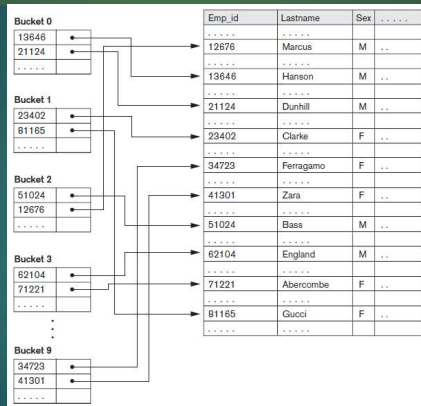 Bucket 0
13646
21124
. . . . .
Bucket 1
23402
81165
. . . . .
Bucket 2
51024
12676
. . . . .
Bucket 3
62104
71221
. . . . .
Bucket 9
34723
41301
. . . . .
Emp_id Lastname Sex . . . . .
. . . . . . . . . .
12676 Marcus M . .
. . . . . . . . . .
13646 Hanson M . .
. . . . . . . . . .
21124 Dunhill M . .
. . . . . . . . . .
23402 Clarke F . .
. . . . . . . . . .
34723 Ferragamo F . .
. . . . . . . . . .
41301 Zara F . .
. . . . . . . . . .
51024 Bass M . .
. . . . . . . . . .
62104 England M . .
. . . . . . . . . .
71221 Abercombe F . .
. . . . . . . . . .
81165 Gucci F . .
. . . . . . . . . .